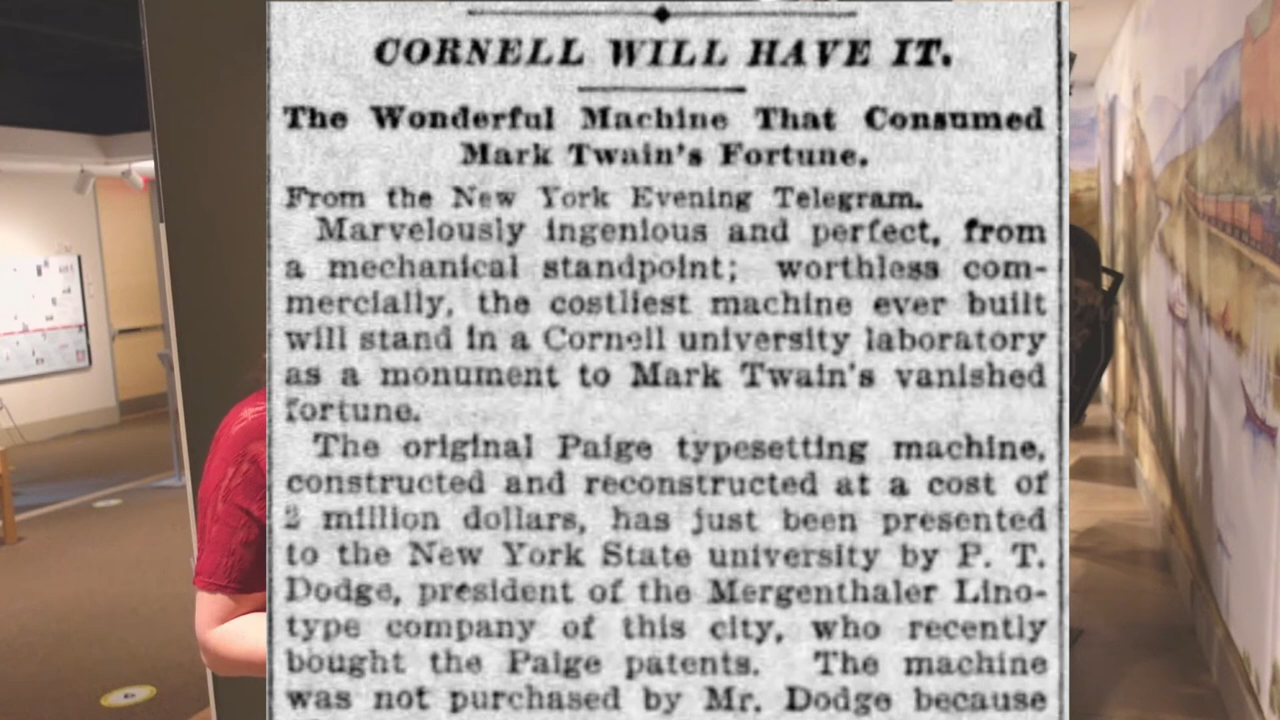 CORNELL WILL HAVE IT.
The Wonderful Machine That Consumed
Mark Twain's Fortune.
From the New York Evening Telegram.
Marvelously ingenious and perfect, from
a mechanical standpoint; worthless com-
mercially, the costliest machine ever built
will stand in a Cornell university laboratory
as a monument to Mark Twain's vanished
fortune.
The original Paige typesetting machine,
constructed and reconstructed at a cost of
million dollars, has just been presented
to the New York State university by P. T.
Dodge, president of the Mergenthaler Lino-
type company of this city, who recently
bought the Paige patents. The machine
was not purchased by Mr. Dodge because